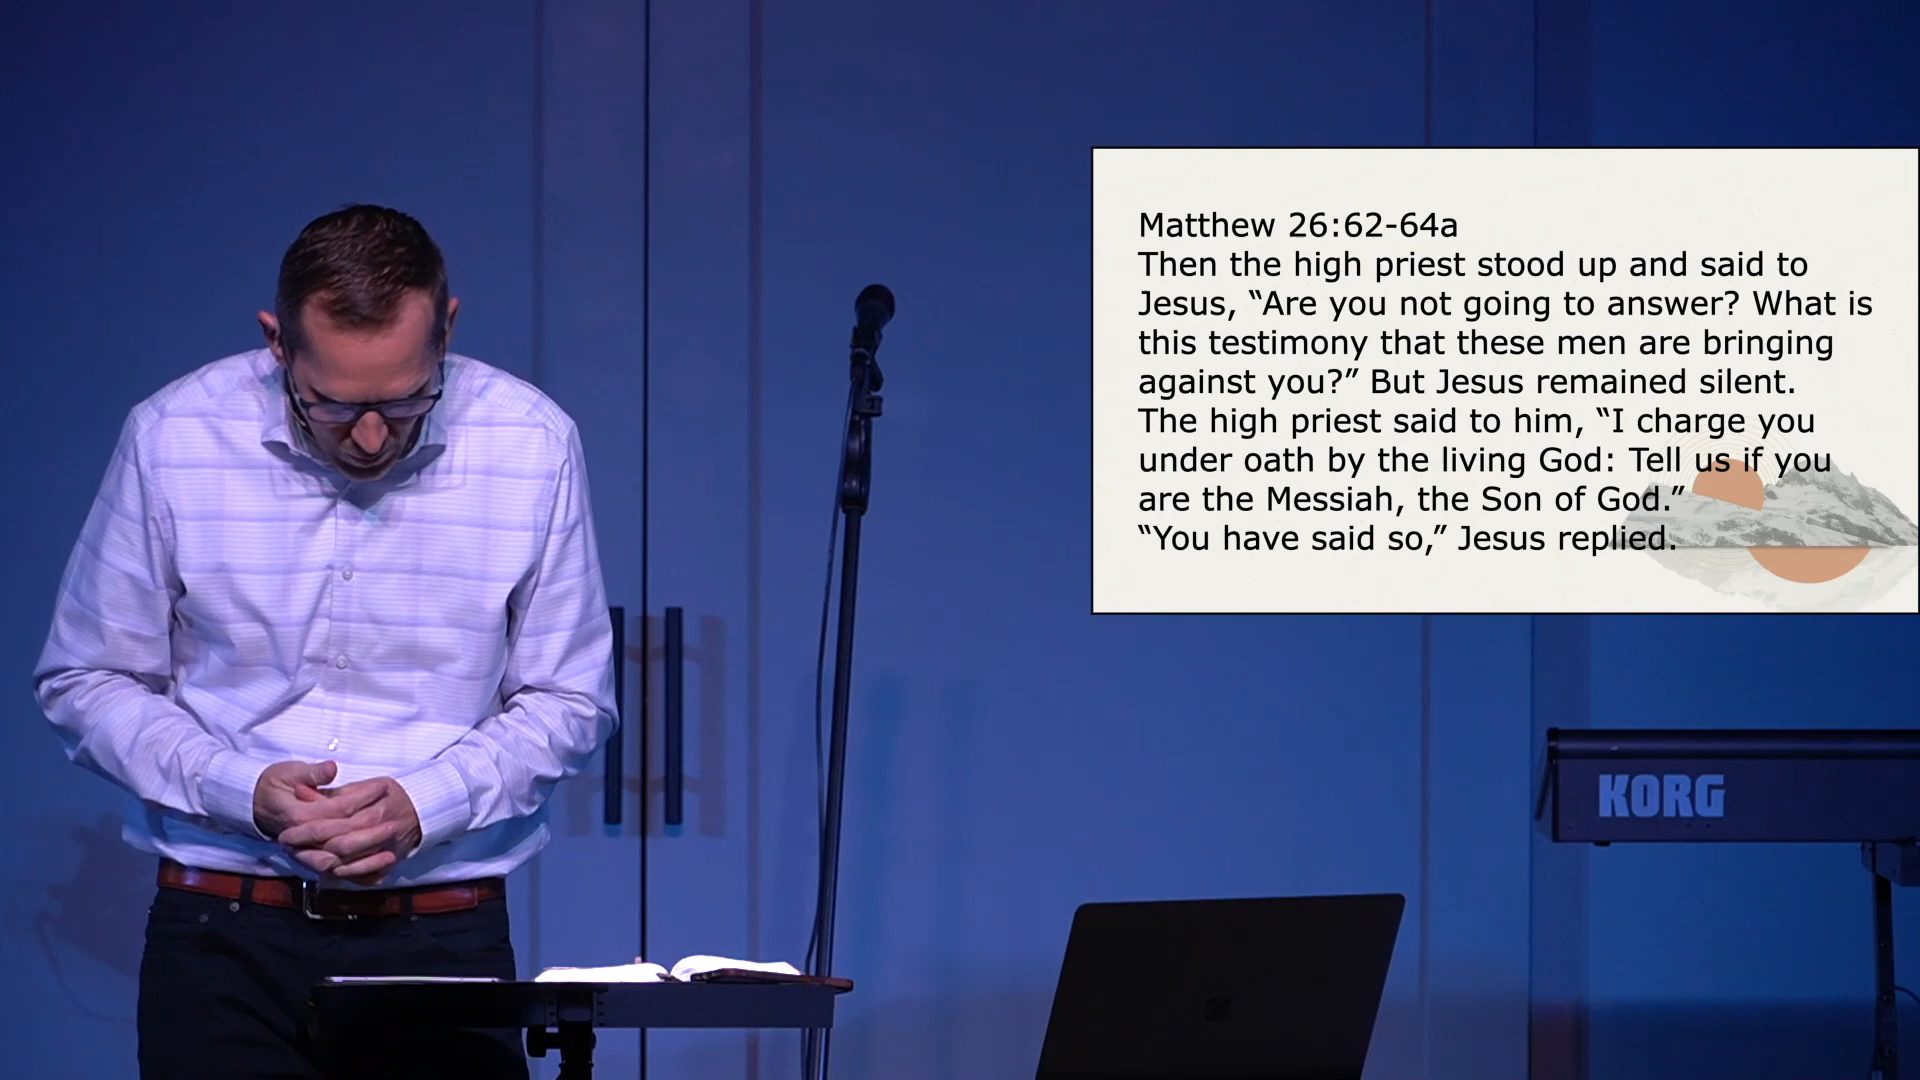 Matthew 26:62-64a
Then the high priest stood up and said to
Jesus, “Are you not going to answer? What is
this testimony that these men are bringing
against you?” But Jesus remained silent.
The high priest said to him, “I charge you
under oath by the living God: Tell us if you
are the Messiah, the Son of God.”
“You have said so,” Jesus replied.
KORG